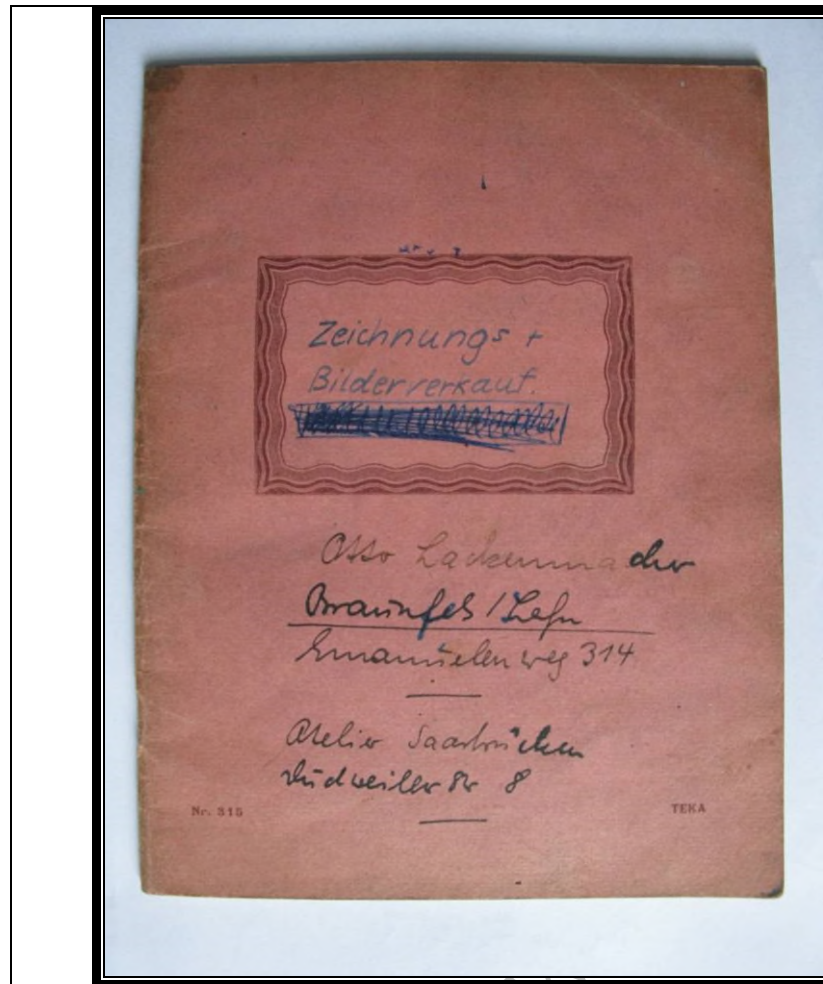 Zeichnungs +
Bilderverkauf.
Otto Lackenmacher
Braunfels / Lahn
Emanuelenweg 314
Atelier Saarbrücken
Dudweiler Str 8
Nr. 315
TEKA